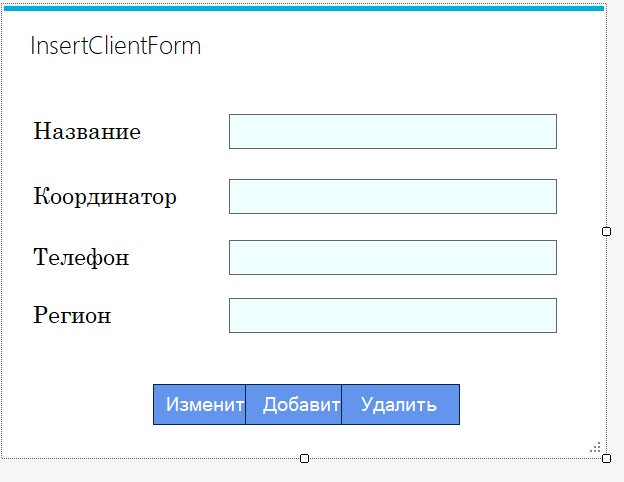 InsertClientForm
Название
Координатор
Телефон
Регион
Изменит Добавит Удалить